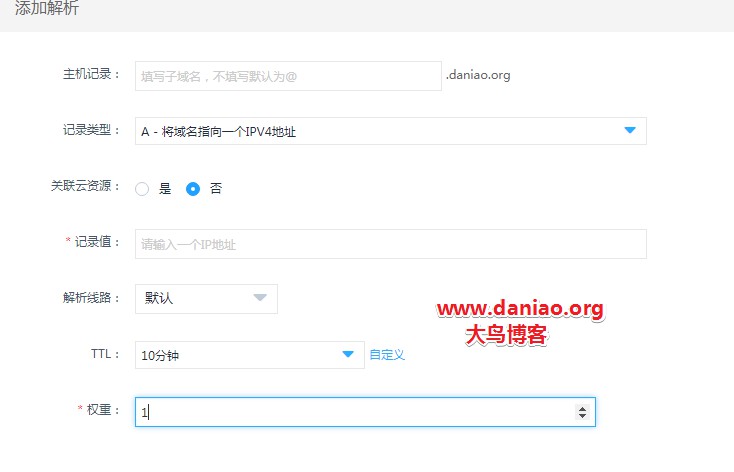 添加解析
主机记录： 填写子域名，不填写默认为@ .daniao.org
记录类型： A - 将域名指向一个IPV4地址
关联云资源： 是 否
* 记录值： 请输入一个IP地址
解析线路： 默认
www.daniao.org
大鸟博客
TTL： 10分钟 自定义
* 权重： 1